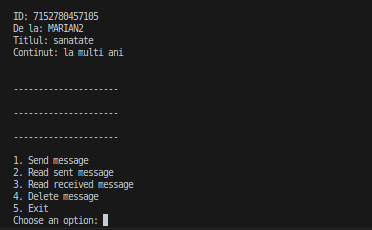 ID: 7152780457105
De la: MARIAN2
Titlul: sanatate
Continut: la multi ani
---------------------
---------------------
---------------------
1. Send message
2. Read sent message
3. Read received message
4. Delete message
5. Exit
Choose an option: